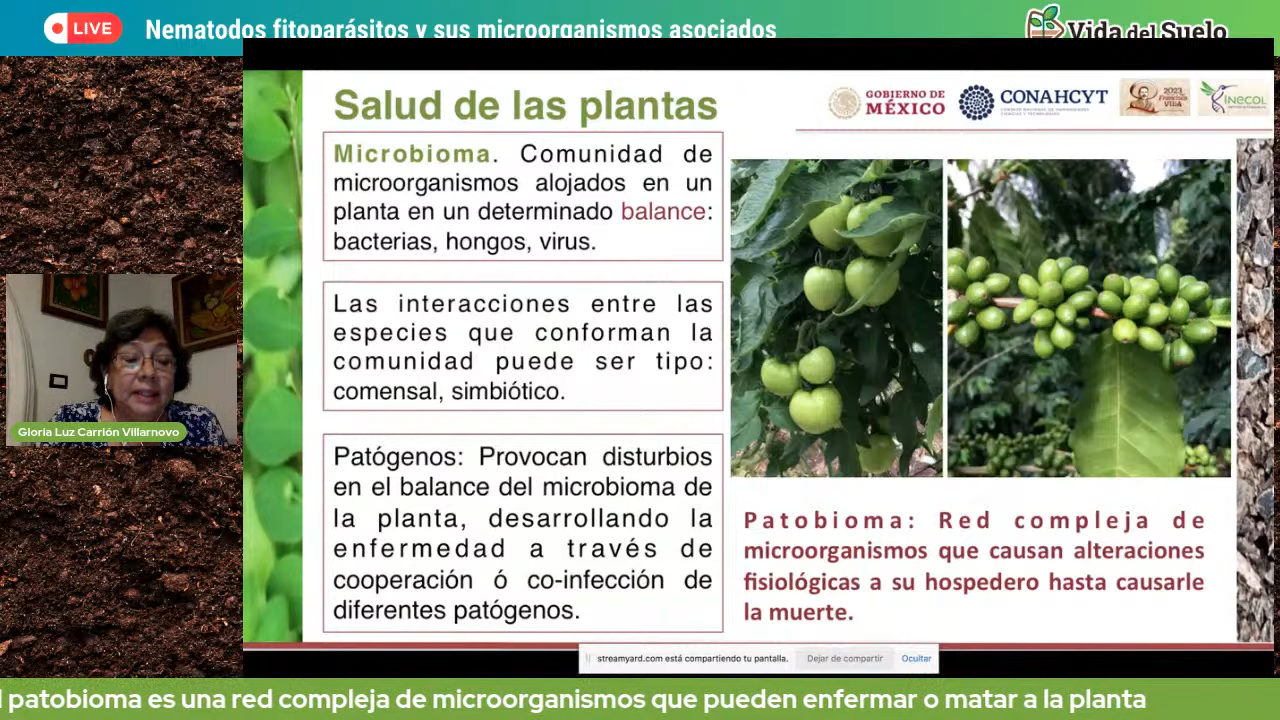 LIVE
Nematodos fitoparásitos y sus microorganismos asociados
Vida del Suelo
Salud de las plantas
GOBIERNO DE
MÉXICO
CONAHCYT
2023
Francisco
VILLA
INECOL
Microbioma. Comunidad de
microorganismos alojados en un
planta en un determinado balance:
bacterias, hongos, virus.
Las interacciones entre las
especies que conforman la
comunidad puede ser tipo:
comensal, simbiótico.
Patógenos: Provocan disturbios
en el balance del microbioma de
la planta, desarrollando la
enfermedad a través de
cooperación ó co-infección de
diferentes patógenos.
Patobioma: Red compleja de
microorganismos que causan alteraciones
fisiológicas a su hospedero hasta causarle
la muerte.
Gloria Luz Carrión Villarnovo
streamyard.com está compartiendo tu pantalla.
Dejar de compartir
Ocultar
l patobioma es una red compleja de microorganismos que pueden enfermar o matar a la planta